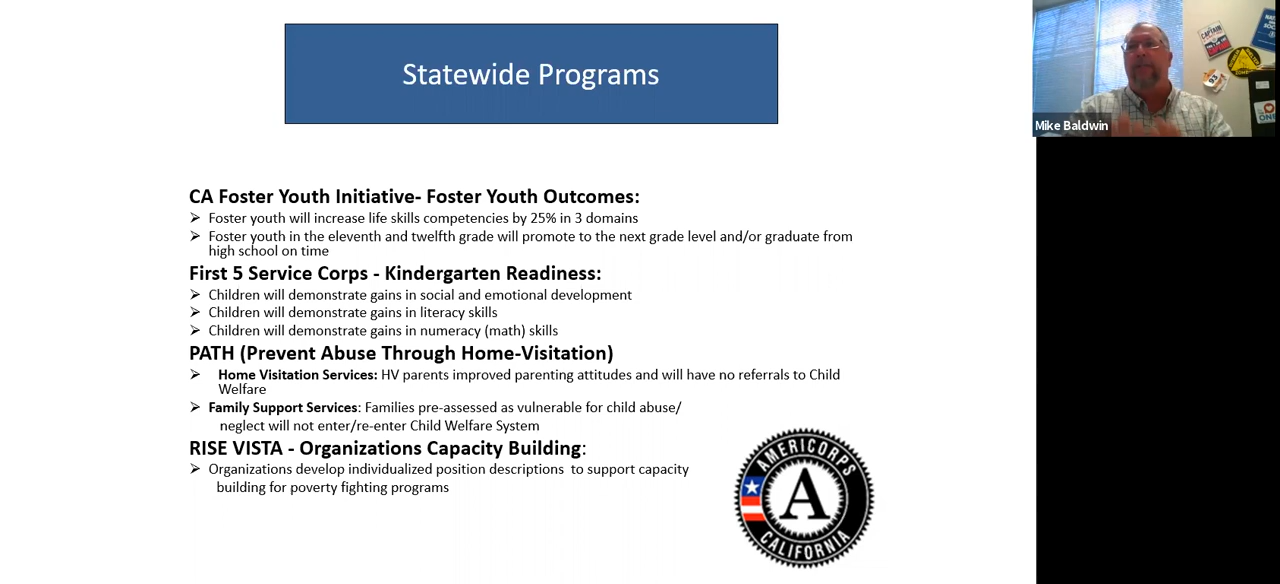 Statewide Programs
CA Foster Youth Initiative- Foster Youth Outcomes:
➢ Foster youth will increase life skills competencies by 25% in 3 domains
➢ Foster youth in the eleventh and twelfth grade will promote to the next grade level and/or graduate from
high school on time
First 5 Service Corps - Kindergarten Readiness:
➢ Children will demonstrate gains in social and emotional development
➢ Children will demonstrate gains in literacy skills
➢ Children will demonstrate gains in numeracy (math) skills
PATH (Prevent Abuse Through Home-Visitation)
➢ Home Visitation Services: HV parents improved parenting attitudes and will have no referrals to Child
Welfare
➢ Family Support Services: Families pre-assessed as vulnerable for child abuse/
neglect will not enter/re-enter Child Welfare System
RISE VISTA - Organizations Capacity Building:
➢ Organizations develop individualized position descriptions to support capacity
building for poverty fighting programs
AMERICORPS
A
CALIFORNIA
CAPTAIN
93
Mike Baldwin